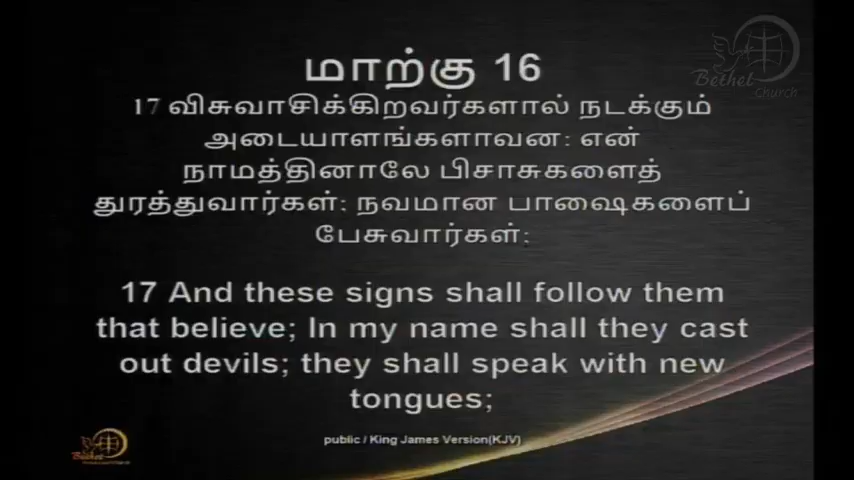 மாற்கு 16
Bethel
Church
17 விசுவாசிக்கிறவர்களால் நடக்கும்
அடையாளங்களாவன: என்
நாமத்தினாலே பிசாசுகளைத்
துரத்துவார்கள்; நவமான பாஷைகளைப்
பேசுவார்கள்;
17 And these signs shall follow them
that believe; In my name shall they cast
out devils; they shall speak with new
tongues;
public / King James Version(KJV)
Bethel